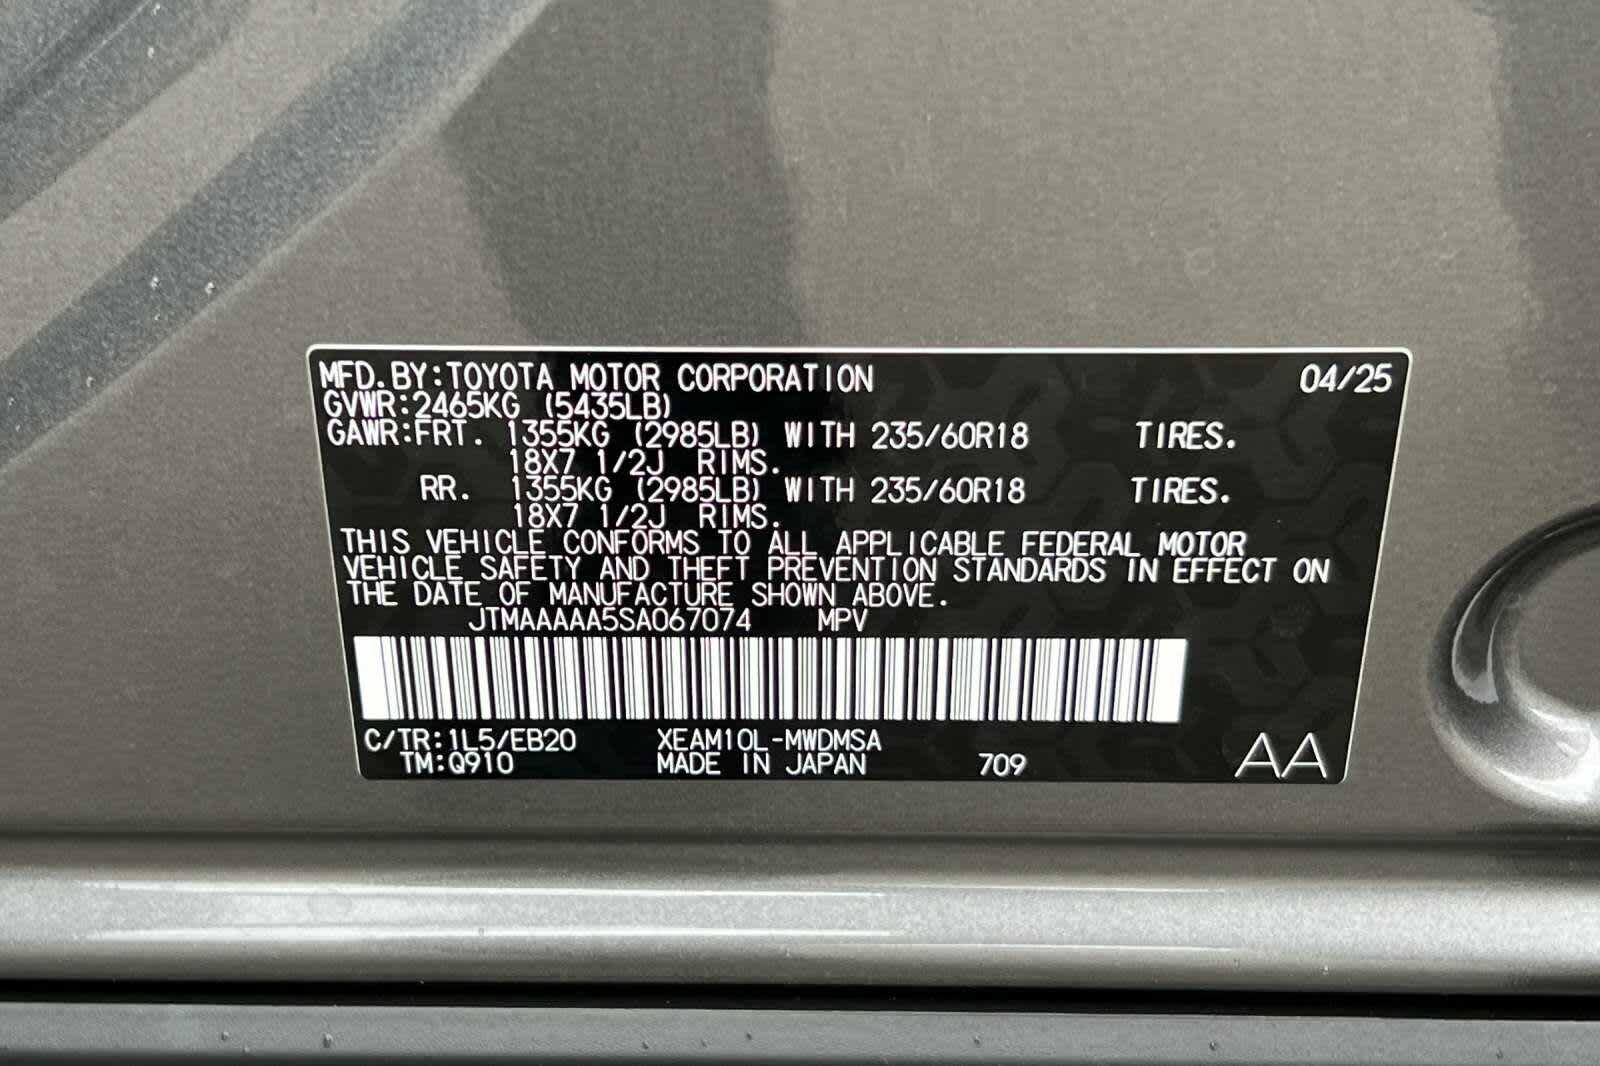 MFD.BY:TOYOTA MOTOR CORPORATION 04/25
GVWR:2465KG (5435LB)
GAWR:FRT. 1355KG (2985LB) WITH 235/60R18 TIRES.
18X7 1/2J RIMS.
RR. 1355KG (2985LB) WITH 235/60R18 TIRES.
18X7 1/2J RIMS.
THIS VEHICLE CONFORMS TO ALL APPLICABLE FEDERAL MOTOR
VEHICLE SAFETY AND THEFT PREVENTION STANDARDS IN EFFECT ON
THE DATE OF MANUFACTURE SHOWN ABOVE.
JTMAAAAA5SA067074 MPV
C/TR:1L5/EB20 XEAM10L-MWDMSA
TM:Q910 MADE IN JAPAN 709 AA